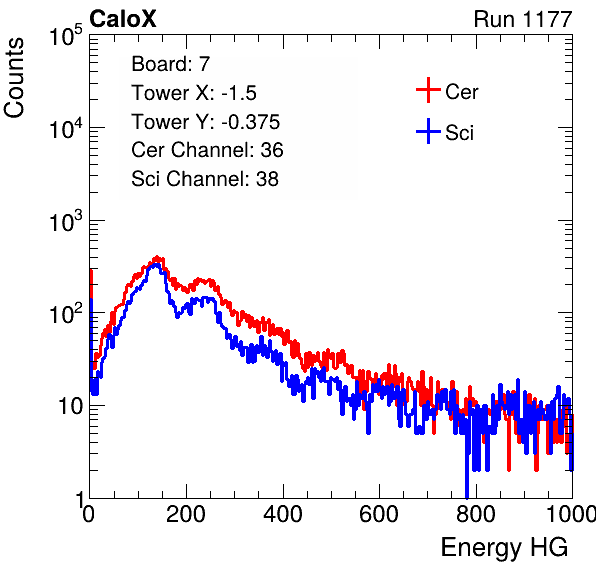 CaloX Run 1177
Counts
10^5
10^4
10^3
10^2
10
1
Board: 7
Tower X: -1.5
Tower Y: -0.375
Cer Channel: 36
Sci Channel: 38
Cer
Sci
0 200 400 600 800 1000
Energy HG